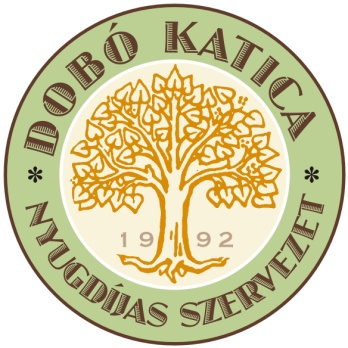 DOBÓ KATICA
* *
1992
NYUGDÍJAS SZERVEZET